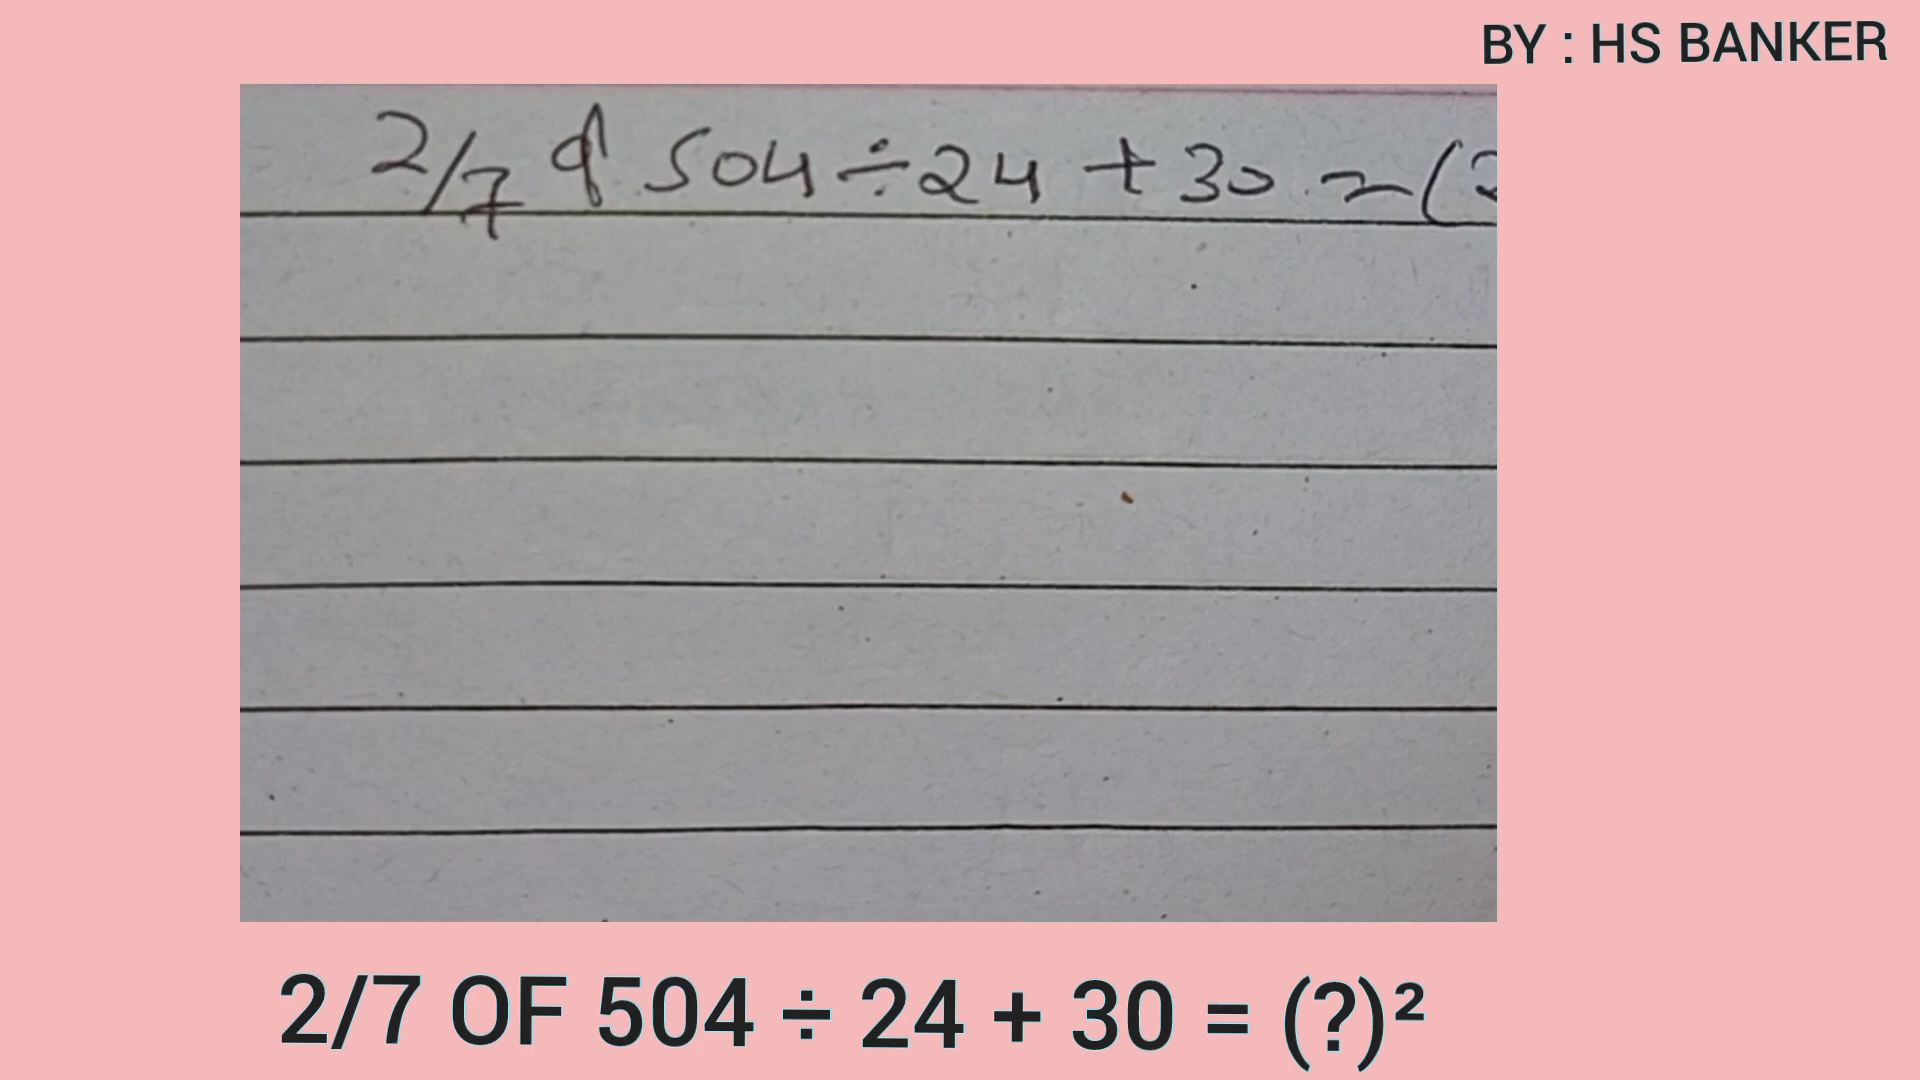 BY : HS BANKER
2/7 of 504 ÷ 24 + 30 = (?
2/7 OF 504 ÷ 24 + 30 = (?)²